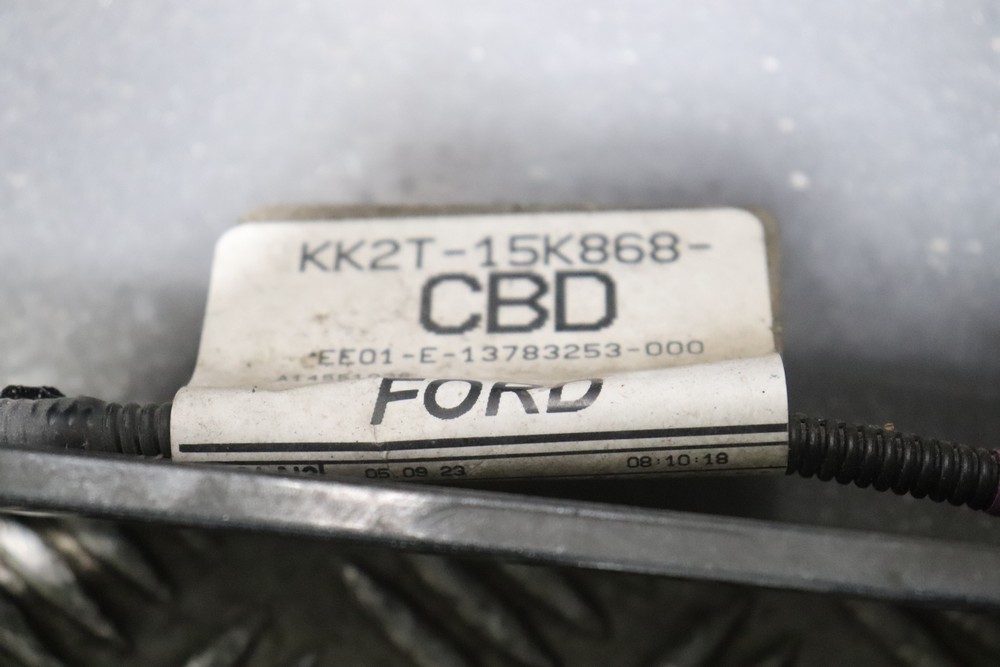 KK2T-15K868-
CBD
EE01-E-13783253-000
FORD
05.09.23 08:10:18